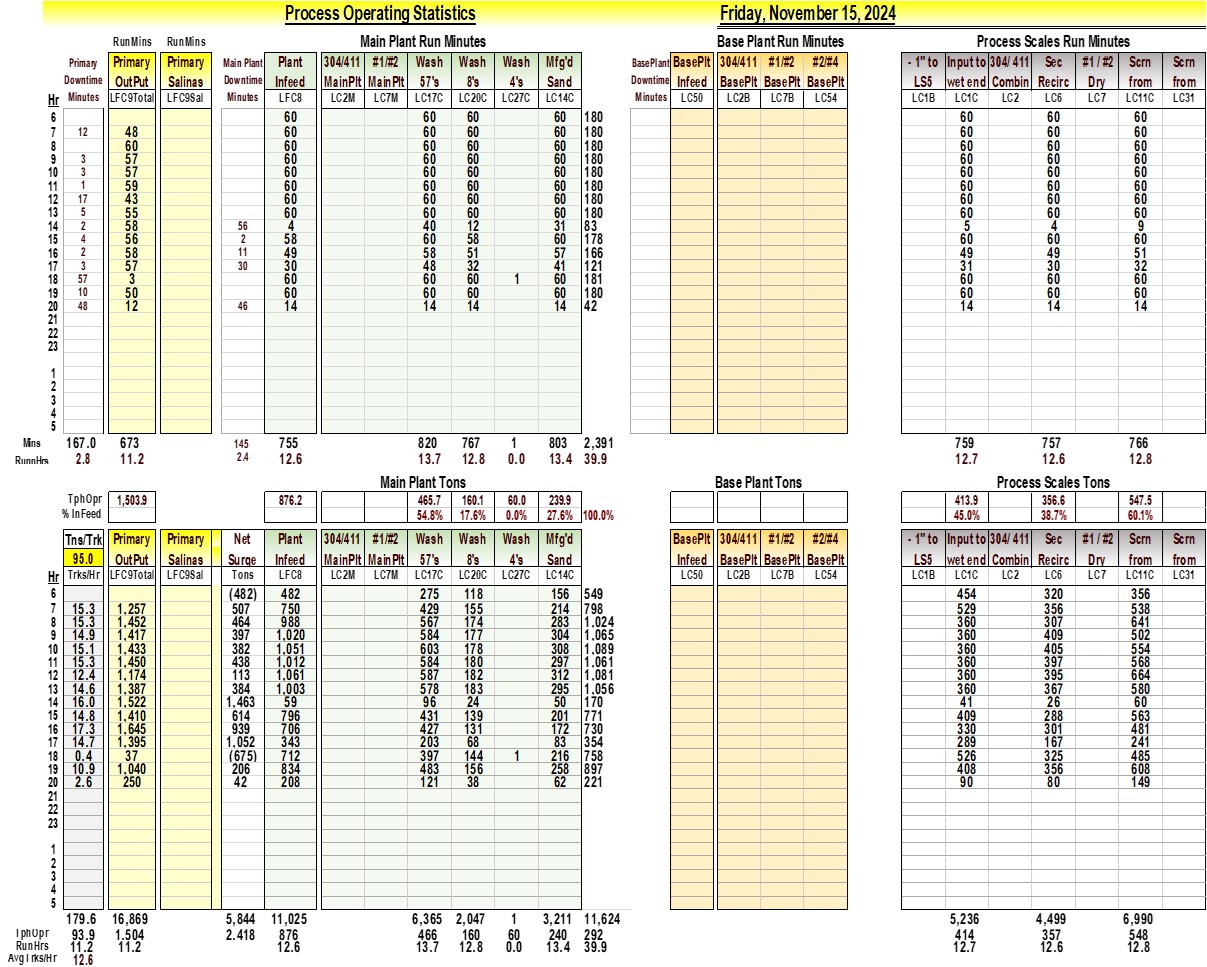 Process Operating Statistics Friday, November 15, 2024
RunMins RunMins Main Plant Run Minutes Base Plant Run Minutes Process Scales Run Minutes
Primary Primary Primary Main Plant Plant 304/411 #1/#2 Wash Wash Wash Mfg'd BasePlant BasePlt 304/411 #1/#2 #2/#4 - 1" to Input to 304/ 411 Sec #1 / #2 Scrn Scrn
Downtime OutPut Salinas Downtime Infeed MainPlt MainPlt 57's 8's 4's Sand Downtime Infeed BasePlt BasePlt BasePlt LS5 wet end Combin Recirc Dry from from
Hr Minutes LFC9Total LFC9Sal Minutes LFC8 LC2M LC7M LC17C LC20C LC27C LC14C Minutes LC50 LC2B LC7B LC54 LC1B LC1C LC2 LC6 LC7 LC11C LC31
6 60 60 60 60 180 60 60 60
7 12 48 60 60 60 60 180 60 60 60
8 60 60 60 60 60 180 60 60 60
9 3 57 60 60 60 60 180 60 60 60
10 3 57 60 60 60 60 180 60 60 60
11 1 59 60 60 60 60 180 60 60 60
12 17 43 60 60 60 60 180 60 60 60
13 5 55 60 60 60 60 180 60 60 60
14 2 58 56 4 40 12 31 83 5 4 9
15 4 56 2 58 60 58 60 178 60 60 60
16 2 58 11 49 58 51 57 166 49 49 51
17 3 57 30 30 48 32 41 121 31 30 32
18 57 3 60 60 60 1 60 181 60 60 60
19 10 50 60 60 60 60 180 60 60 60
20 48 12 46 14 14 14 14 42 14 14 14
21
22
23
1
2
3
4
5
Mins 167.0 673 145 755 820 767 1 803 2,391 759 757 766
RunnHrs 2.8 11.2 2.4 12.6 13.7 12.8 0.0 13.4 39.9 12.7 12.6 12.8
Main Plant Tons Base Plant Tons Process Scales Tons
TphOpr 1,503.9 876.2 465.7 160.1 60.0 239.9 413.9 356.6 547.5
% InFeed 54.8% 17.6% 0.0% 27.6% 100.0% 45.0% 38.7% 60.1%
Tns/Trk Primary Primary Net Plant 304/411 #1/#2 Wash Wash Wash Mfg'd BasePlt 304/411 #1/#2 #2/#4 - 1" to Input to 304/ 411 Sec #1 / #2 Scrn Scrn
95.0 OutPut Salinas Surge Infeed MainPlt MainPlt 57's 8's 4's Sand Infeed BasePlt BasePlt BasePlt LS5 wet end Combin Recirc Dry from from
Hr Trks/Hr LFC9Total LFC9Sal Tons LFC8 LC2M LC7M LC17C LC20C LC27C LC14C LC50 LC2B LC7B LC54 LC1B LC1C LC2 LC6 LC7 LC11C LC31
6 (482) 482 275 118 156 549 454 320 356
7 15.3 1,257 507 750 429 155 214 798 529 356 538
8 15.3 1,452 464 988 567 174 283 1,024 360 307 641
9 14.9 1,417 397 1,020 584 177 304 1,065 360 409 502
10 15.1 1,433 382 1,051 603 178 308 1,089 360 405 554
11 15.3 1,450 438 1,012 584 180 297 1,061 360 397 568
12 12.4 1,174 113 1,061 587 182 312 1,081 360 395 664
13 14.6 1,387 384 1,003 578 183 295 1,056 360 367 580
14 16.0 1,522 1,463 59 96 24 50 170 41 26 60
15 14.8 1,410 614 796 431 139 201 771 409 288 563
16 17.3 1,645 939 706 427 131 172 730 330 301 481
17 14.7 1,395 1,052 343 203 68 83 354 289 167 241
18 0.4 37 (675) 712 397 144 1 216 758 526 325 485
19 10.9 1,040 206 834 483 156 258 897 408 356 608
20 2.6 250 42 208 121 38 62 221 90 80 149
21
22
23
1
2
3
4
5
179.6 16,869 5,844 11,025 6,365 2,047 1 3,211 11,624 5,236 4,499 6,990
TphOpr 93.9 1,504 2.418 876 466 160 60 240 292 414 357 548
RunHrs 11.2 11.2 12.6 13.7 12.8 0.0 13.4 39.9 12.7 12.6 12.8
AvgTrks/Hr 12.6